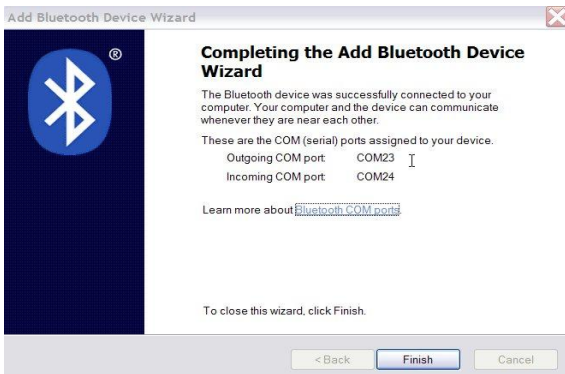 Add Bluetooth Device Wizard
®
Completing the Add Bluetooth Device
Wizard
The Bluetooth device was successfully connected to your
computer. Your computer and the device can communicate
whenever they are near each other.
These are the COM (serial) ports assigned to your device.
Outgoing COM port: COM23
Incoming COM port: COM24
Learn more about Bluetooth COM ports.
To close this wizard, click Finish.
< Back Finish Cancel